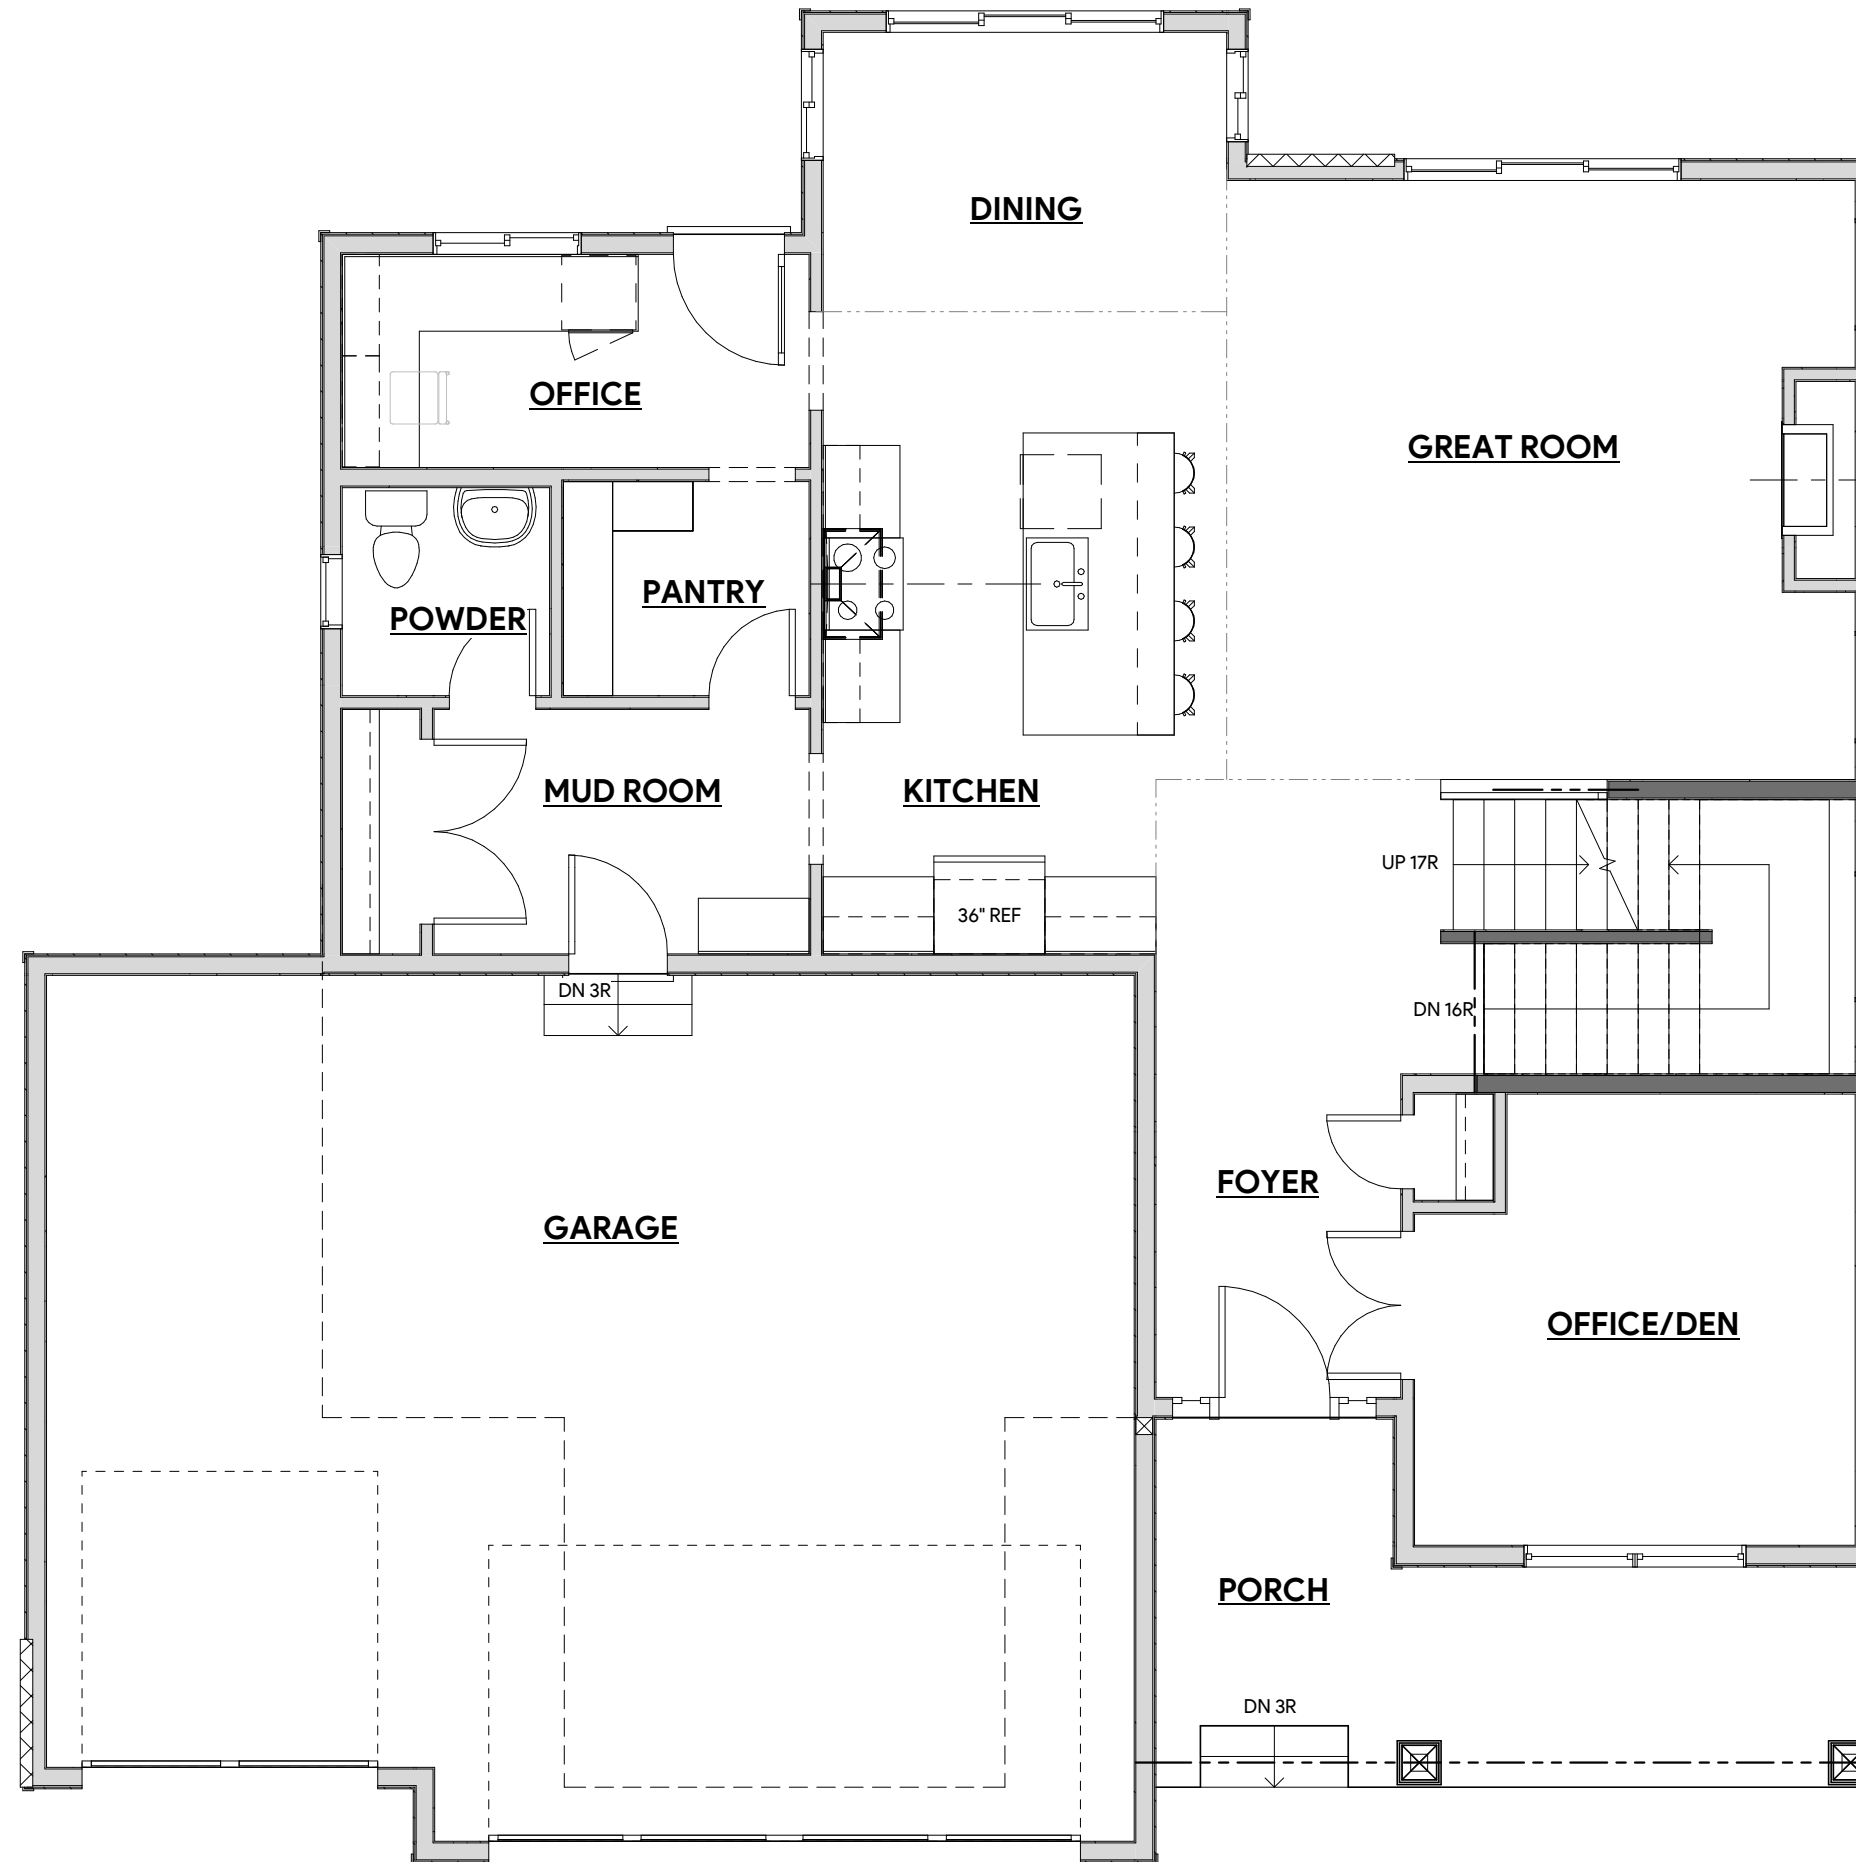 DINING
OFFICE
GREAT ROOM
PANTRY
POWDER
MUD ROOM
KITCHEN
UP 17R
36" REF
DN 3R
DN 16R
FOYER
GARAGE
OFFICE/DEN
PORCH
DN 3R